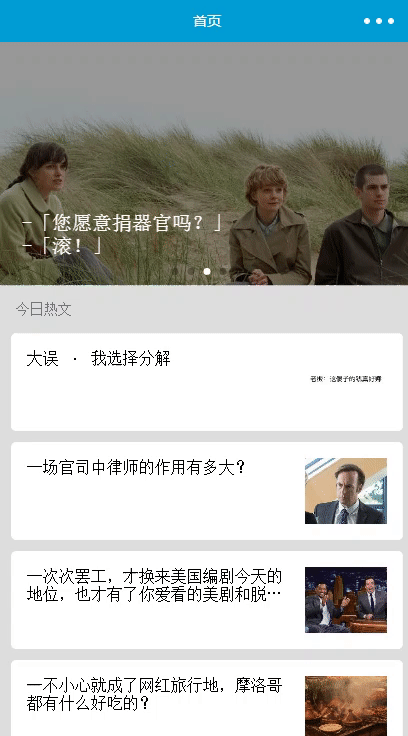 首页
-「您愿意捐器官吗？」
-「滚！」
今日热文
大误 · 我选择分解
一场官司中律师的作用有多大？
一次次罢工，才换来美国编剧今天的
地位，也才有了你爱看的美剧和脱…
一不小心就成了网红旅行地，摩洛哥
都有什么好吃的？